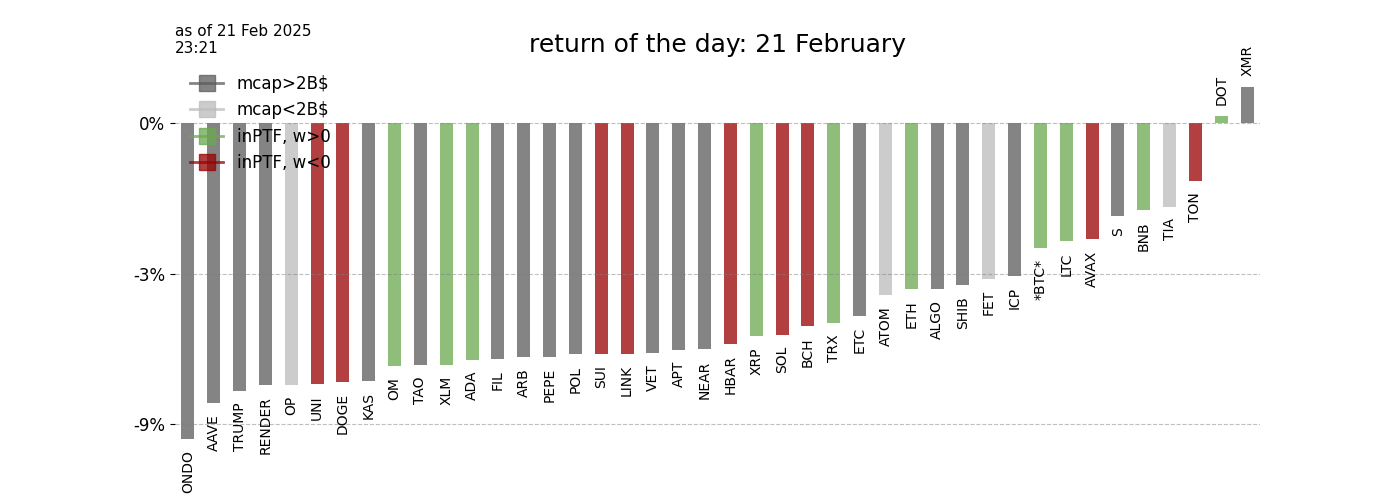 as of 21 Feb 2025
23:21
return of the day: 21 February
mcap>2B$
mcap<2B$
inPTF, w>0
inPTF, w<0
0%
-3%
-9%
ONDO
AAVE
TRUMP
RENDER
OP
UNI
DOGE
KAS
OM
TAO
XLM
ADA
FIL
ARB
PEPE
POL
SUI
LINK
VET
APT
NEAR
HBAR
XRP
SOL
BCH
TRX
ETC
ATOM
ETH
ALGO
SHIB
FET
ICP
*BTC*
LTC
AVAX
S
BNB
TIA
TON
DOT
XMR